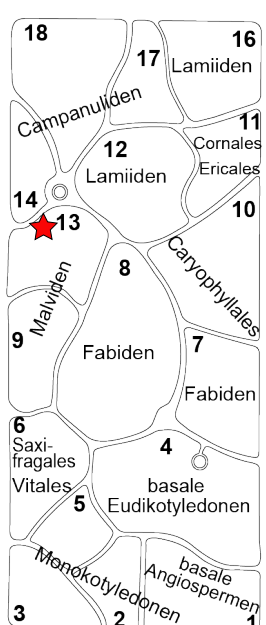 18
17
16
Lamiiden
Campanuliden
11
Cornales
Ericales
12
Lamiiden
14
13
10
Caryophyllales
Malviden
8
9
Fabiden
7
Fabiden
6
Saxi-
fragales
Vitales
4
basale
Eudikotyledonen
5
Monokotyledonen
basale
Angiospermen
3
2
1